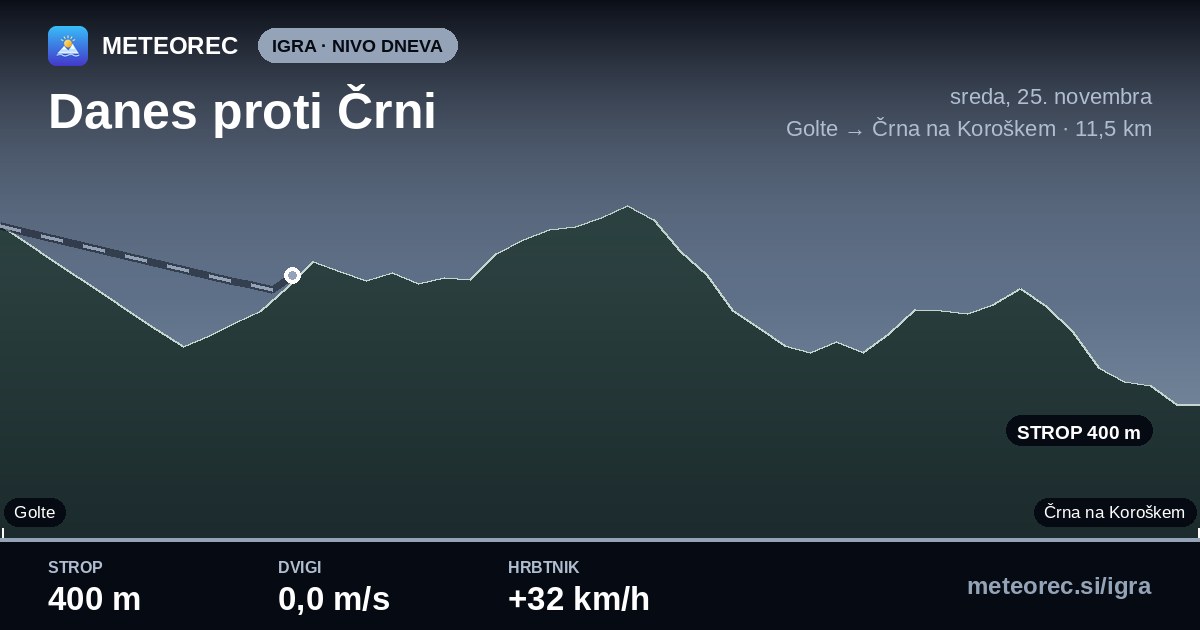 METEOREC
IGRA · NIVO DNEVA
Danes proti Črni
sreda, 25. novembra
Golte → Črna na Koroškem · 11,5 km
STROP 400 m
Golte
Črna na Koroškem
STROP
400 m
DVIGI
0,0 m/s
HRBTNIK
+32 km/h
meteorec.si/igra